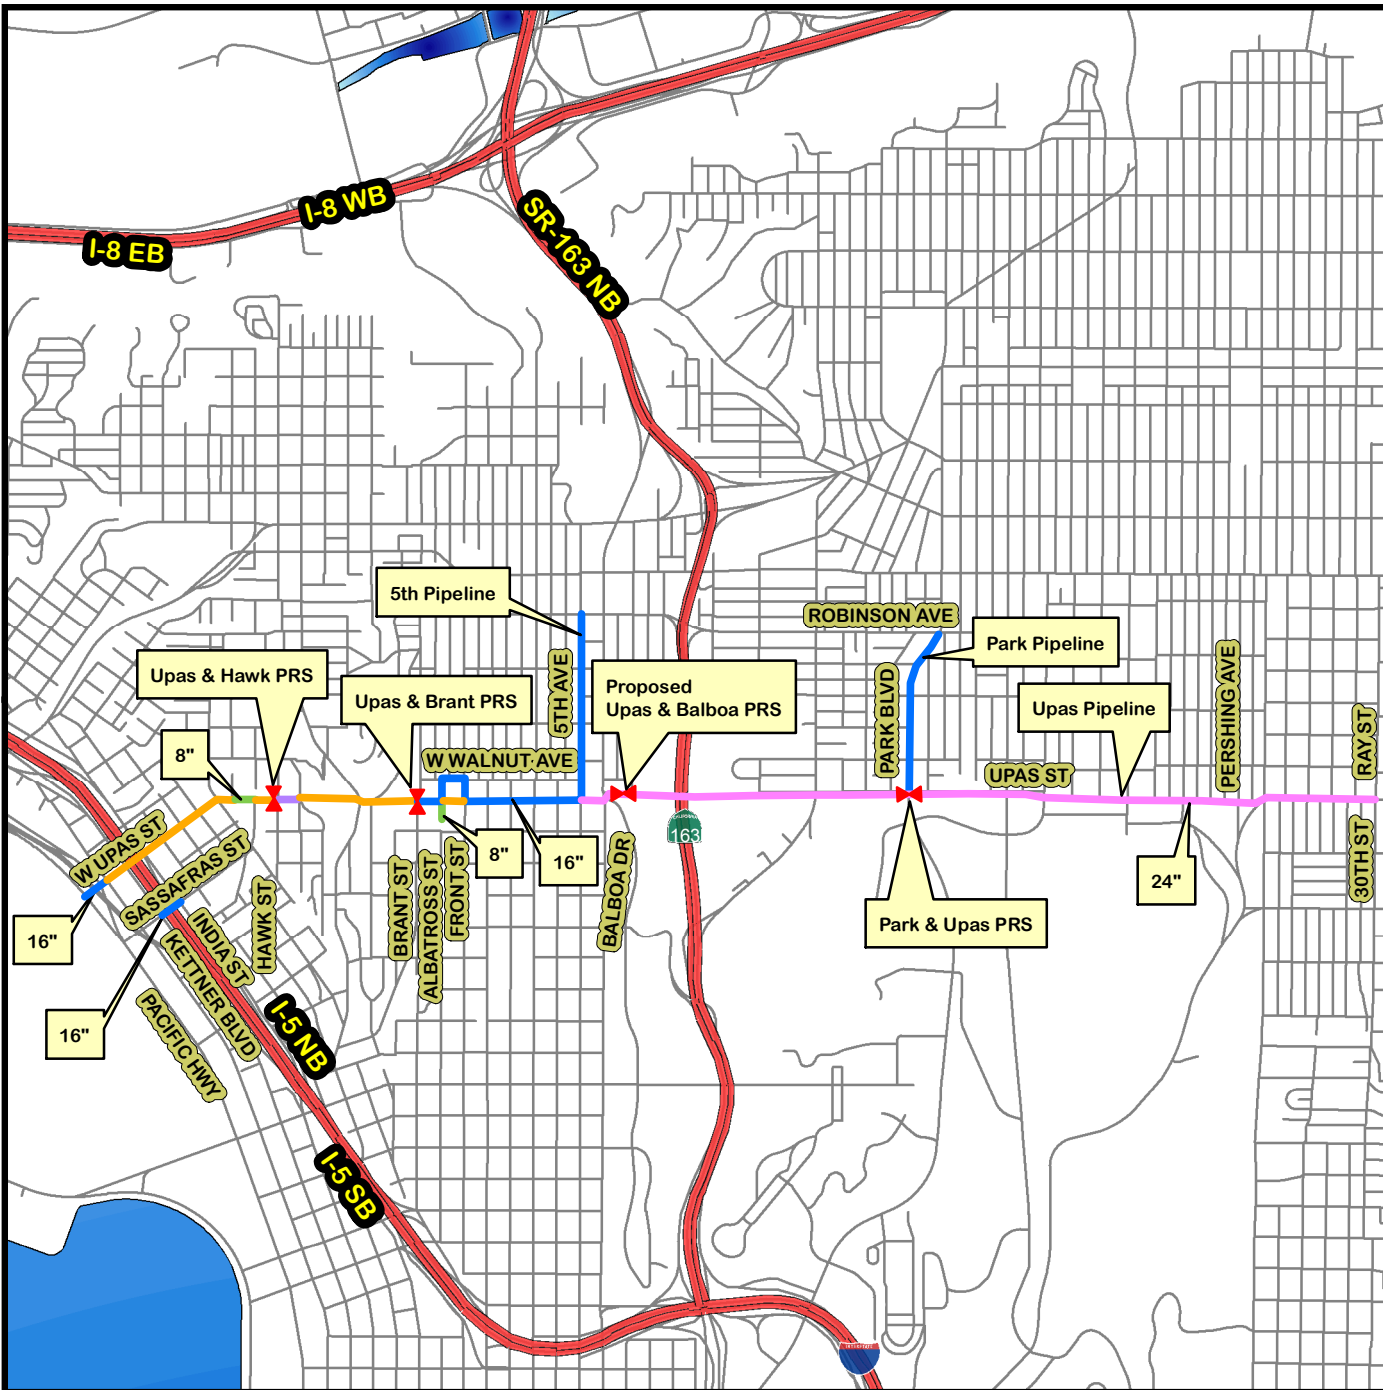 I-8 WB
I-8 EB
SR-163 NB
5th Pipeline
ROBINSON AVE
Park Pipeline
Upas & Hawk PRS
Upas & Brant PRS
5TH AVE
Proposed
Upas & Balboa PRS
PARK BLVD
Upas Pipeline
PERSHING AVE
RAY ST
8"
W WALNUT AVE
UPAS ST
CALIFORNIA
163
W UPAS ST
SASSAFRAS ST
8"
16"
24"
BALBOA DR
30TH ST
BRANT ST
ALBATROSS ST
FRONT ST
HAWK ST
INDIA ST
KETTNER BLVD
PACIFIC HWY
16"
16"
Park & Upas PRS
I-5 NB
I-5 SB
INTERSTATE